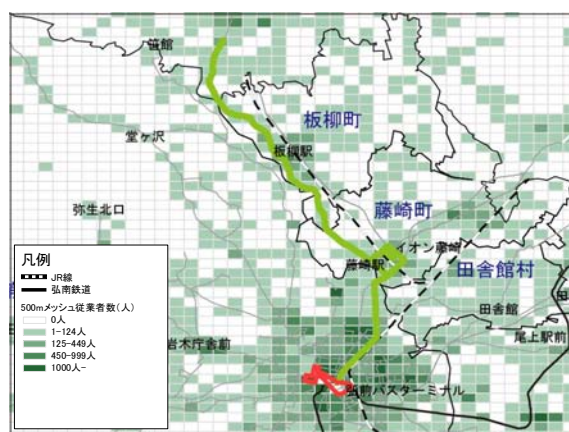 笹館
板柳町
堂ヶ沢
板柳駅
弥生北口
藤崎町
イオン藤崎
藤崎駅
田舎館村
田舎館
尾上駅前
岩木庁舎前
弘前バスターミナル
凡例
JR線
弘南鉄道
500mメッシュ従業者数(人)
0人
1-124人
125-449人
450-999人
1000人-